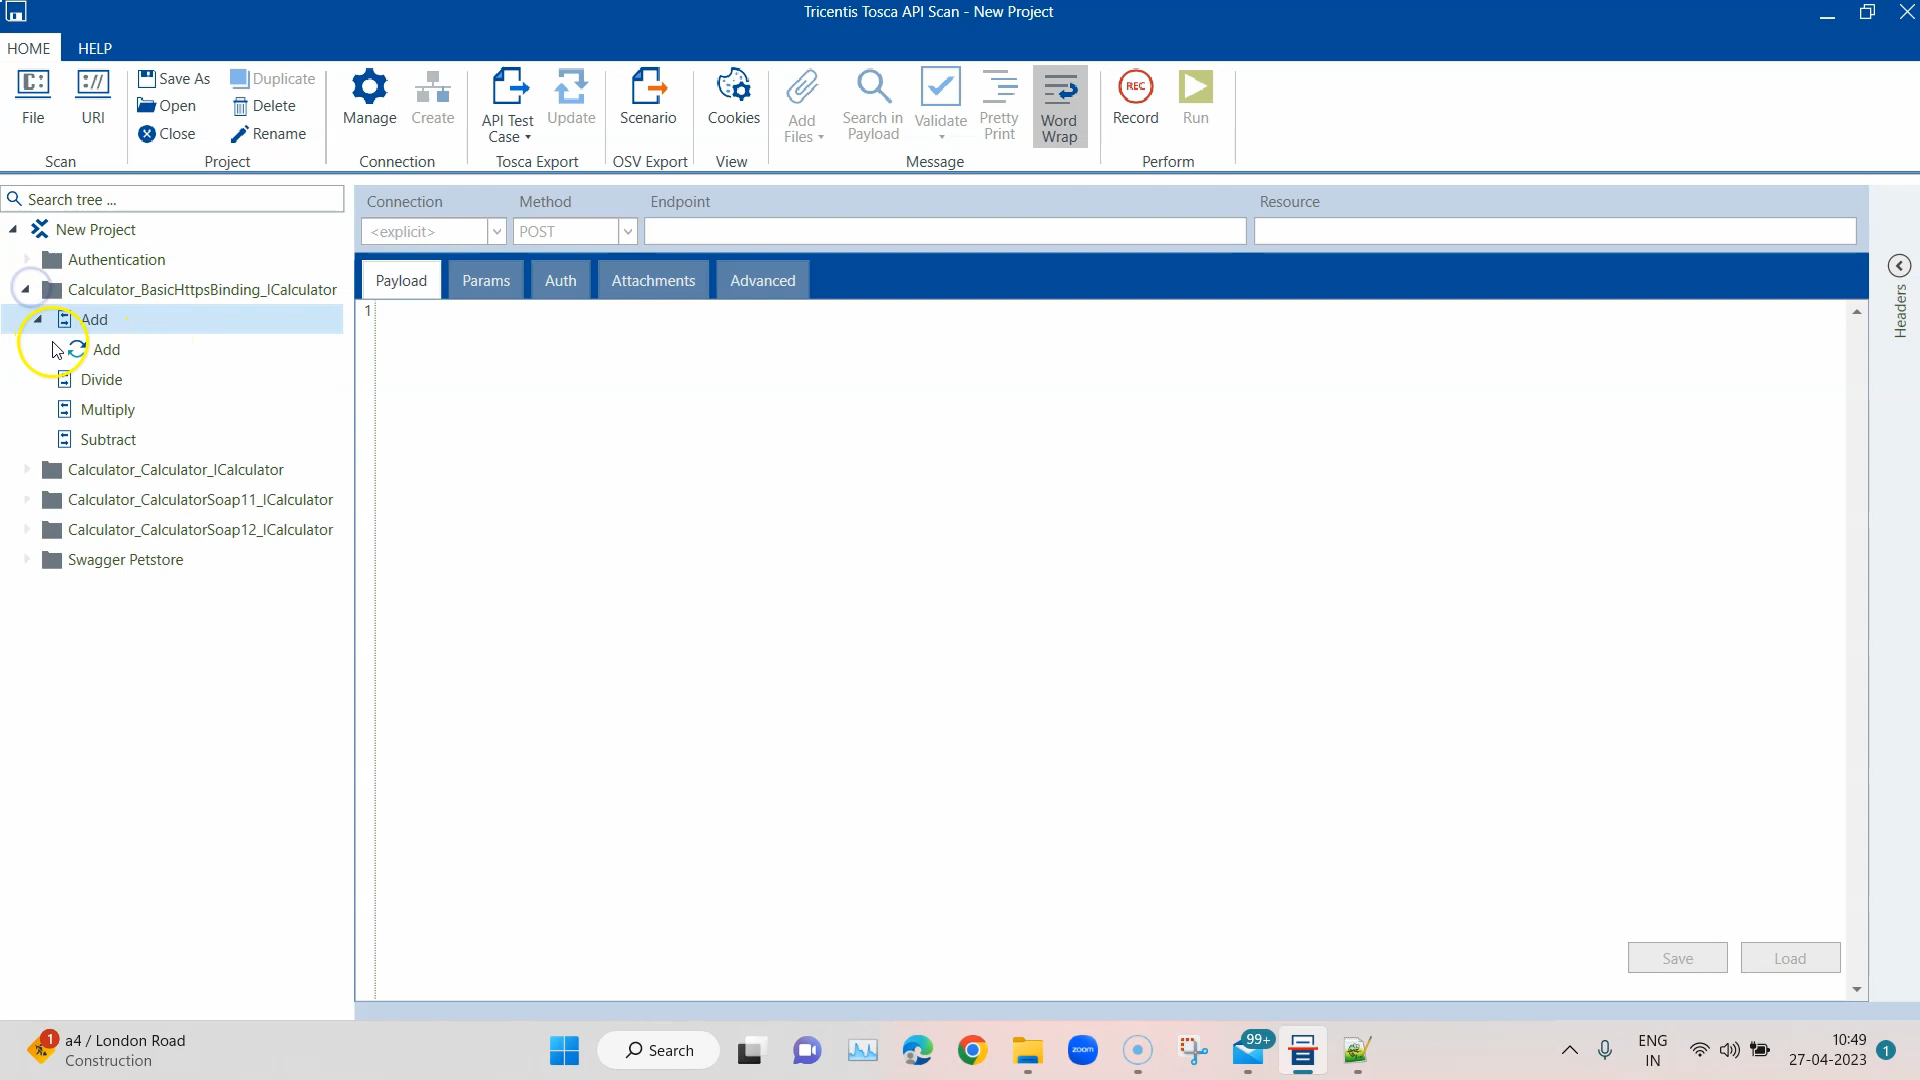 Tricentis Tosca API Scan - New Project
HOME
HELP
File
URI
Scan
Save As
Duplicate
Open
Delete
Close
Rename
Project
Manage
Create
Connection
API Test
Case
Update
Tosca Export
Scenario
OSV Export
Cookies
View
Add
Files
Search in
Payload
Validate
Pretty
Print
Word
Wrap
Message
REC
Record
Run
Perform
Search tree ...
New Project
Authentication
Calculator_BasicHttpsBinding_ICalculator
Add
Add
Divide
Multiply
Subtract
Calculator_Calculator_ICalculator
Calculator_CalculatorSoap11_ICalculator
Calculator_CalculatorSoap12_ICalculator
Swagger Petstore
Connection
Method
Endpoint
Resource
<explicit>
POST
Payload
Params
Auth
Attachments
Advanced
1
Headers
Save
Load
1
a4 / London Road
Construction
Search
zoom
99+
ENG
IN
10:49
27-04-2023
1